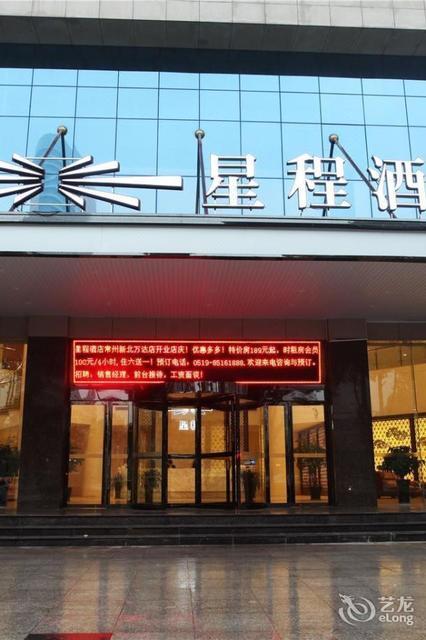 星程酒
星程酒店常州新北万达店开业店庆！优惠多多！特价房189元起，时租房会员
100元/4小时,住六送一！预订电话：0519-85161888.欢迎来电咨询与预订。
招聘，销售经理，前台接待，工资面议！
艺龙
eLong